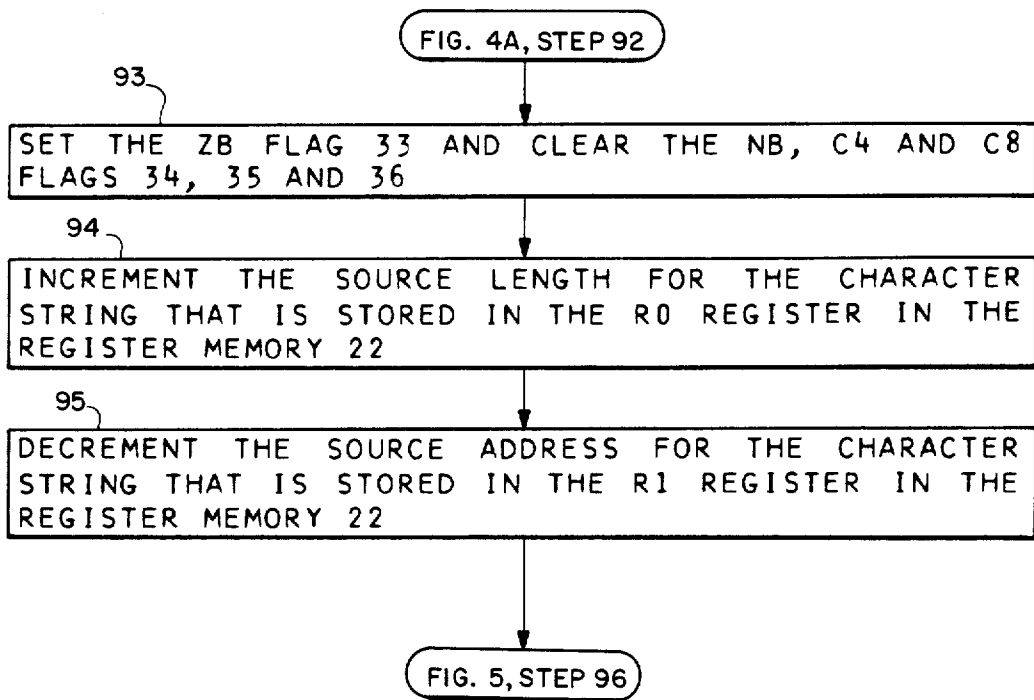 FIG. 4A, STEP 92
93
SET THE ZB FLAG 33 AND CLEAR THE NB, C4 AND C8
FLAGS 34, 35 AND 36
94
INCREMENT THE SOURCE LENGTH FOR THE CHARACTER
STRING THAT IS STORED IN THE R0 REGISTER IN THE
REGISTER MEMORY 22
95
DECREMENT THE SOURCE ADDRESS FOR THE CHARACTER
STRING THAT IS STORED IN THE R1 REGISTER IN THE
REGISTER MEMORY 22
FIG. 5, STEP 96